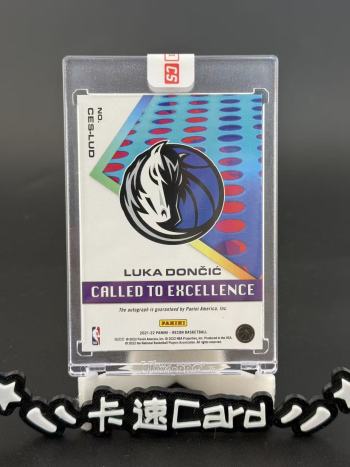 CS
NO.
CES-LUD
LUKA DONČIĆ
CALLED TO EXCELLENCE
The autograph is guaranteed by Panini America, Inc.
PANINI
2021-22 PANINI - RECON BASKETBALL
NBA
卡速Card